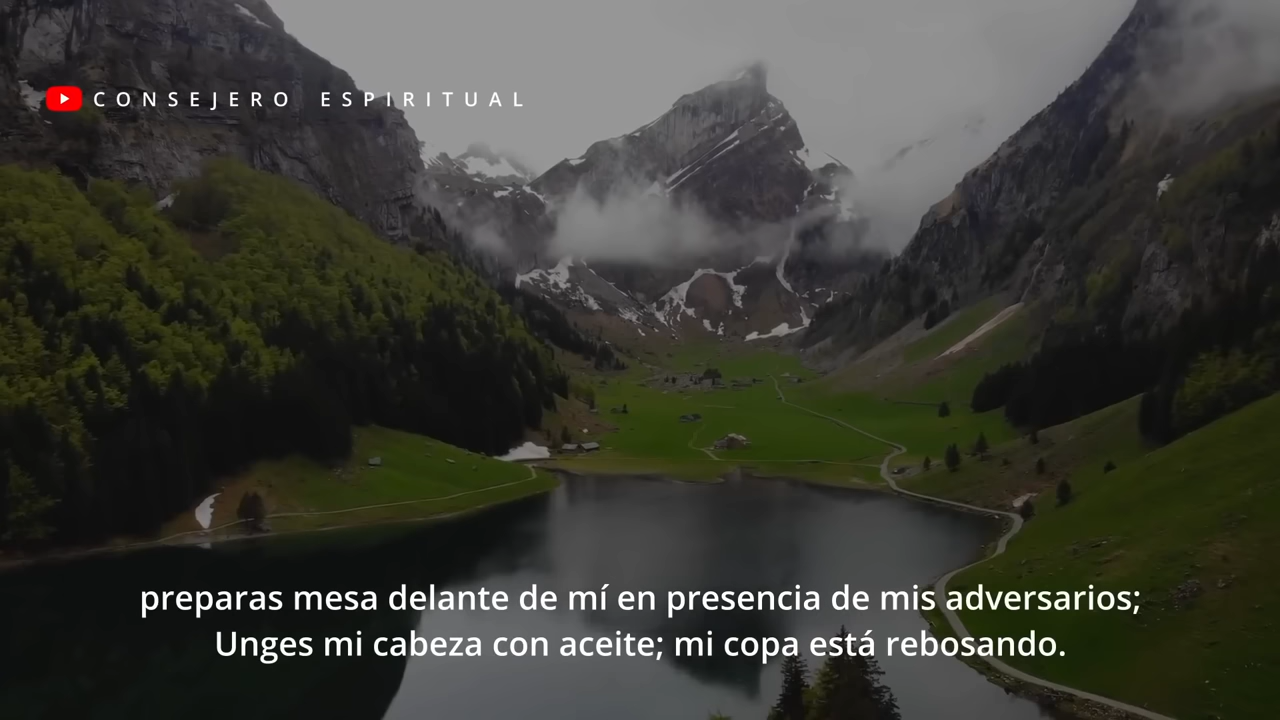 CONSEJERO ESPIRITUAL
preparas mesa delante de mí en presencia de mis adversarios;
Unges mi cabeza con aceite; mi copa está rebosando.